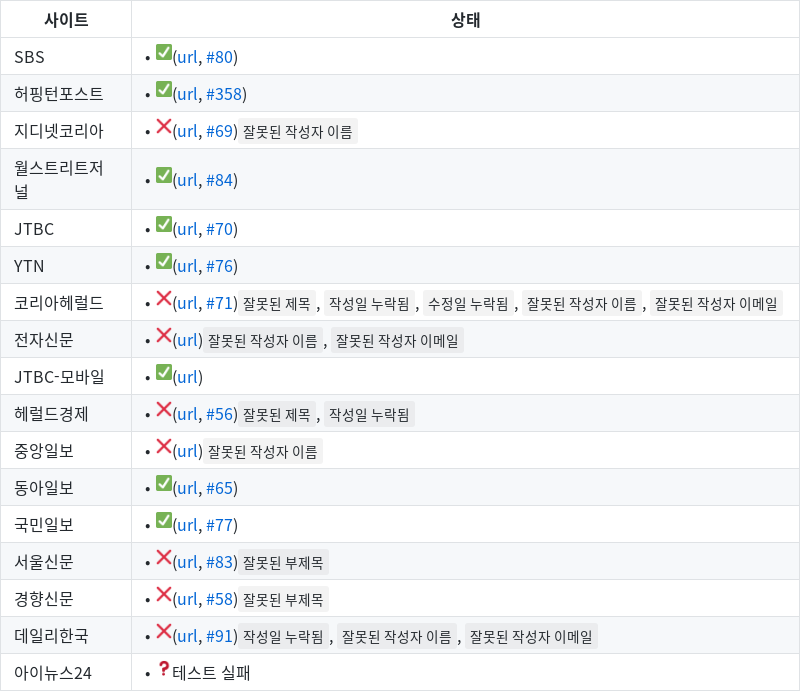 사이트 상태
SBS • ✅(url, #80)
허핑턴포스트 • ✅(url, #358)
지디넷코리아 • ❌(url, #69) 잘못된 작성자 이름
월스트리트저
널 • ✅(url, #84)
JTBC • ✅(url, #70)
YTN • ✅(url, #76)
코리아헤럴드 • ❌(url, #71) 잘못된 제목 , 작성일 누락됨 , 수정일 누락됨 , 잘못된 작성자 이름 , 잘못된 작성자 이메일
전자신문 • ❌(url) 잘못된 작성자 이름 , 잘못된 작성자 이메일
JTBC-모바일 • ✅(url)
헤럴드경제 • ❌(url, #56) 잘못된 제목 , 작성일 누락됨
중앙일보 • ❌(url) 잘못된 작성자 이름
동아일보 • ✅(url, #65)
국민일보 • ✅(url, #77)
서울신문 • ❌(url, #83) 잘못된 부제목
경향신문 • ❌(url, #58) 잘못된 부제목
데일리한국 • ❌(url, #91) 작성일 누락됨 , 잘못된 작성자 이름 , 잘못된 작성자 이메일
아이뉴스24 • ❓테스트 실패